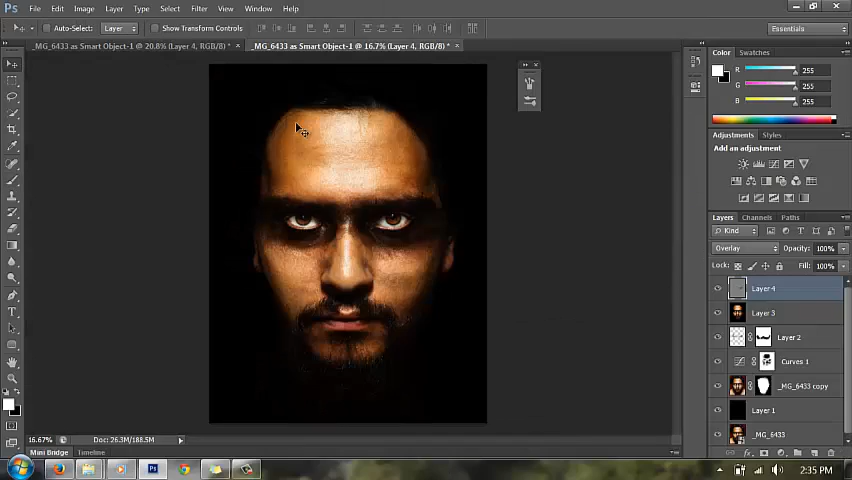 Ps File Edit Image Layer Type Select Filter View Window Help
Auto-Select: Layer Show Transform Controls Essentials
_MG_6433 as Smart Object-1 @ 20.8% (Layer 4, RGB/8) * × _MG_6433 as Smart Object-1 @ 16.7% (Layer 4, RGB/8) * ×
Color Swatches
R 255
G 255
B 255
Adjustments Styles
Add an adjustment
Layers Channels Paths
Kind
Overlay Opacity: 100%
Lock: Fill: 100%
Layer 4
Layer 3
Layer 2
Curves 1
_MG_6433 copy
Layer 1
_MG_6433
16.67% Doc: 26.3M/188.5M
Mini Bridge Timeline
Ps 2:35 PM